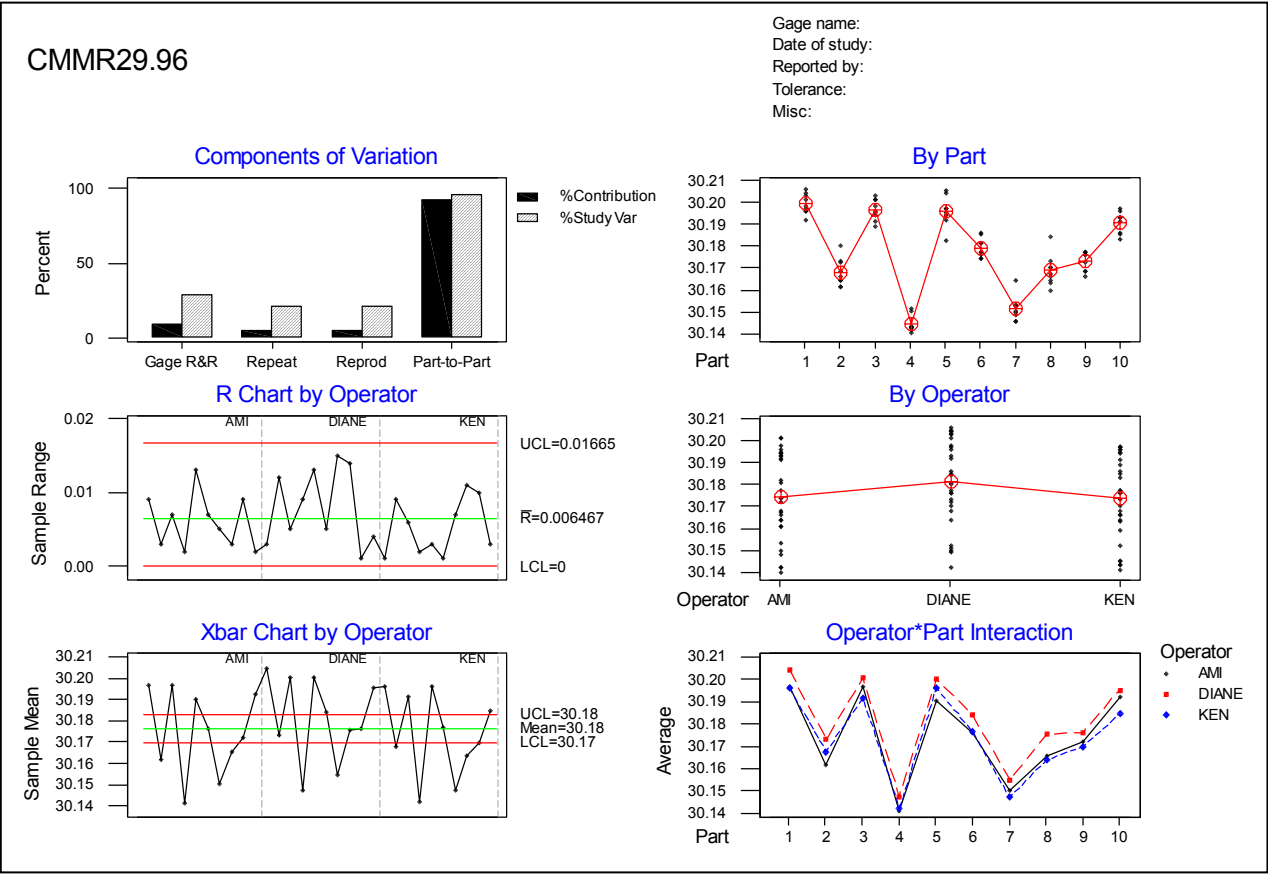 CMMR29.96
Gage name:
Date of study:
Reported by:
Tolerance:
Misc:
Components of Variation
100
50
0
Percent
Gage R&R Repeat Reprod Part-to-Part
%Contribution
%Study Var
By Part
30.21
30.20
30.19
30.18
30.17
30.16
30.15
30.14
Part 1 2 3 4 5 6 7 8 9 10
R Chart by Operator
AMI DIANE KEN
0.02
0.01
0.00
Sample Range
UCL=0.01665
R=0.006467
LCL=0
By Operator
30.21
30.20
30.19
30.18
30.17
30.16
30.15
30.14
Operator AMI DIANE KEN
Xbar Chart by Operator
AMI DIANE KEN
30.21
30.20
30.19
30.18
30.17
30.16
30.15
30.14
Sample Mean
UCL=30.18
Mean=30.18
LCL=30.17
Operator*Part Interaction
30.21
30.20
30.19
30.18
30.17
30.16
30.15
30.14
Average
Part 1 2 3 4 5 6 7 8 9 10
Operator
AMI
DIANE
KEN